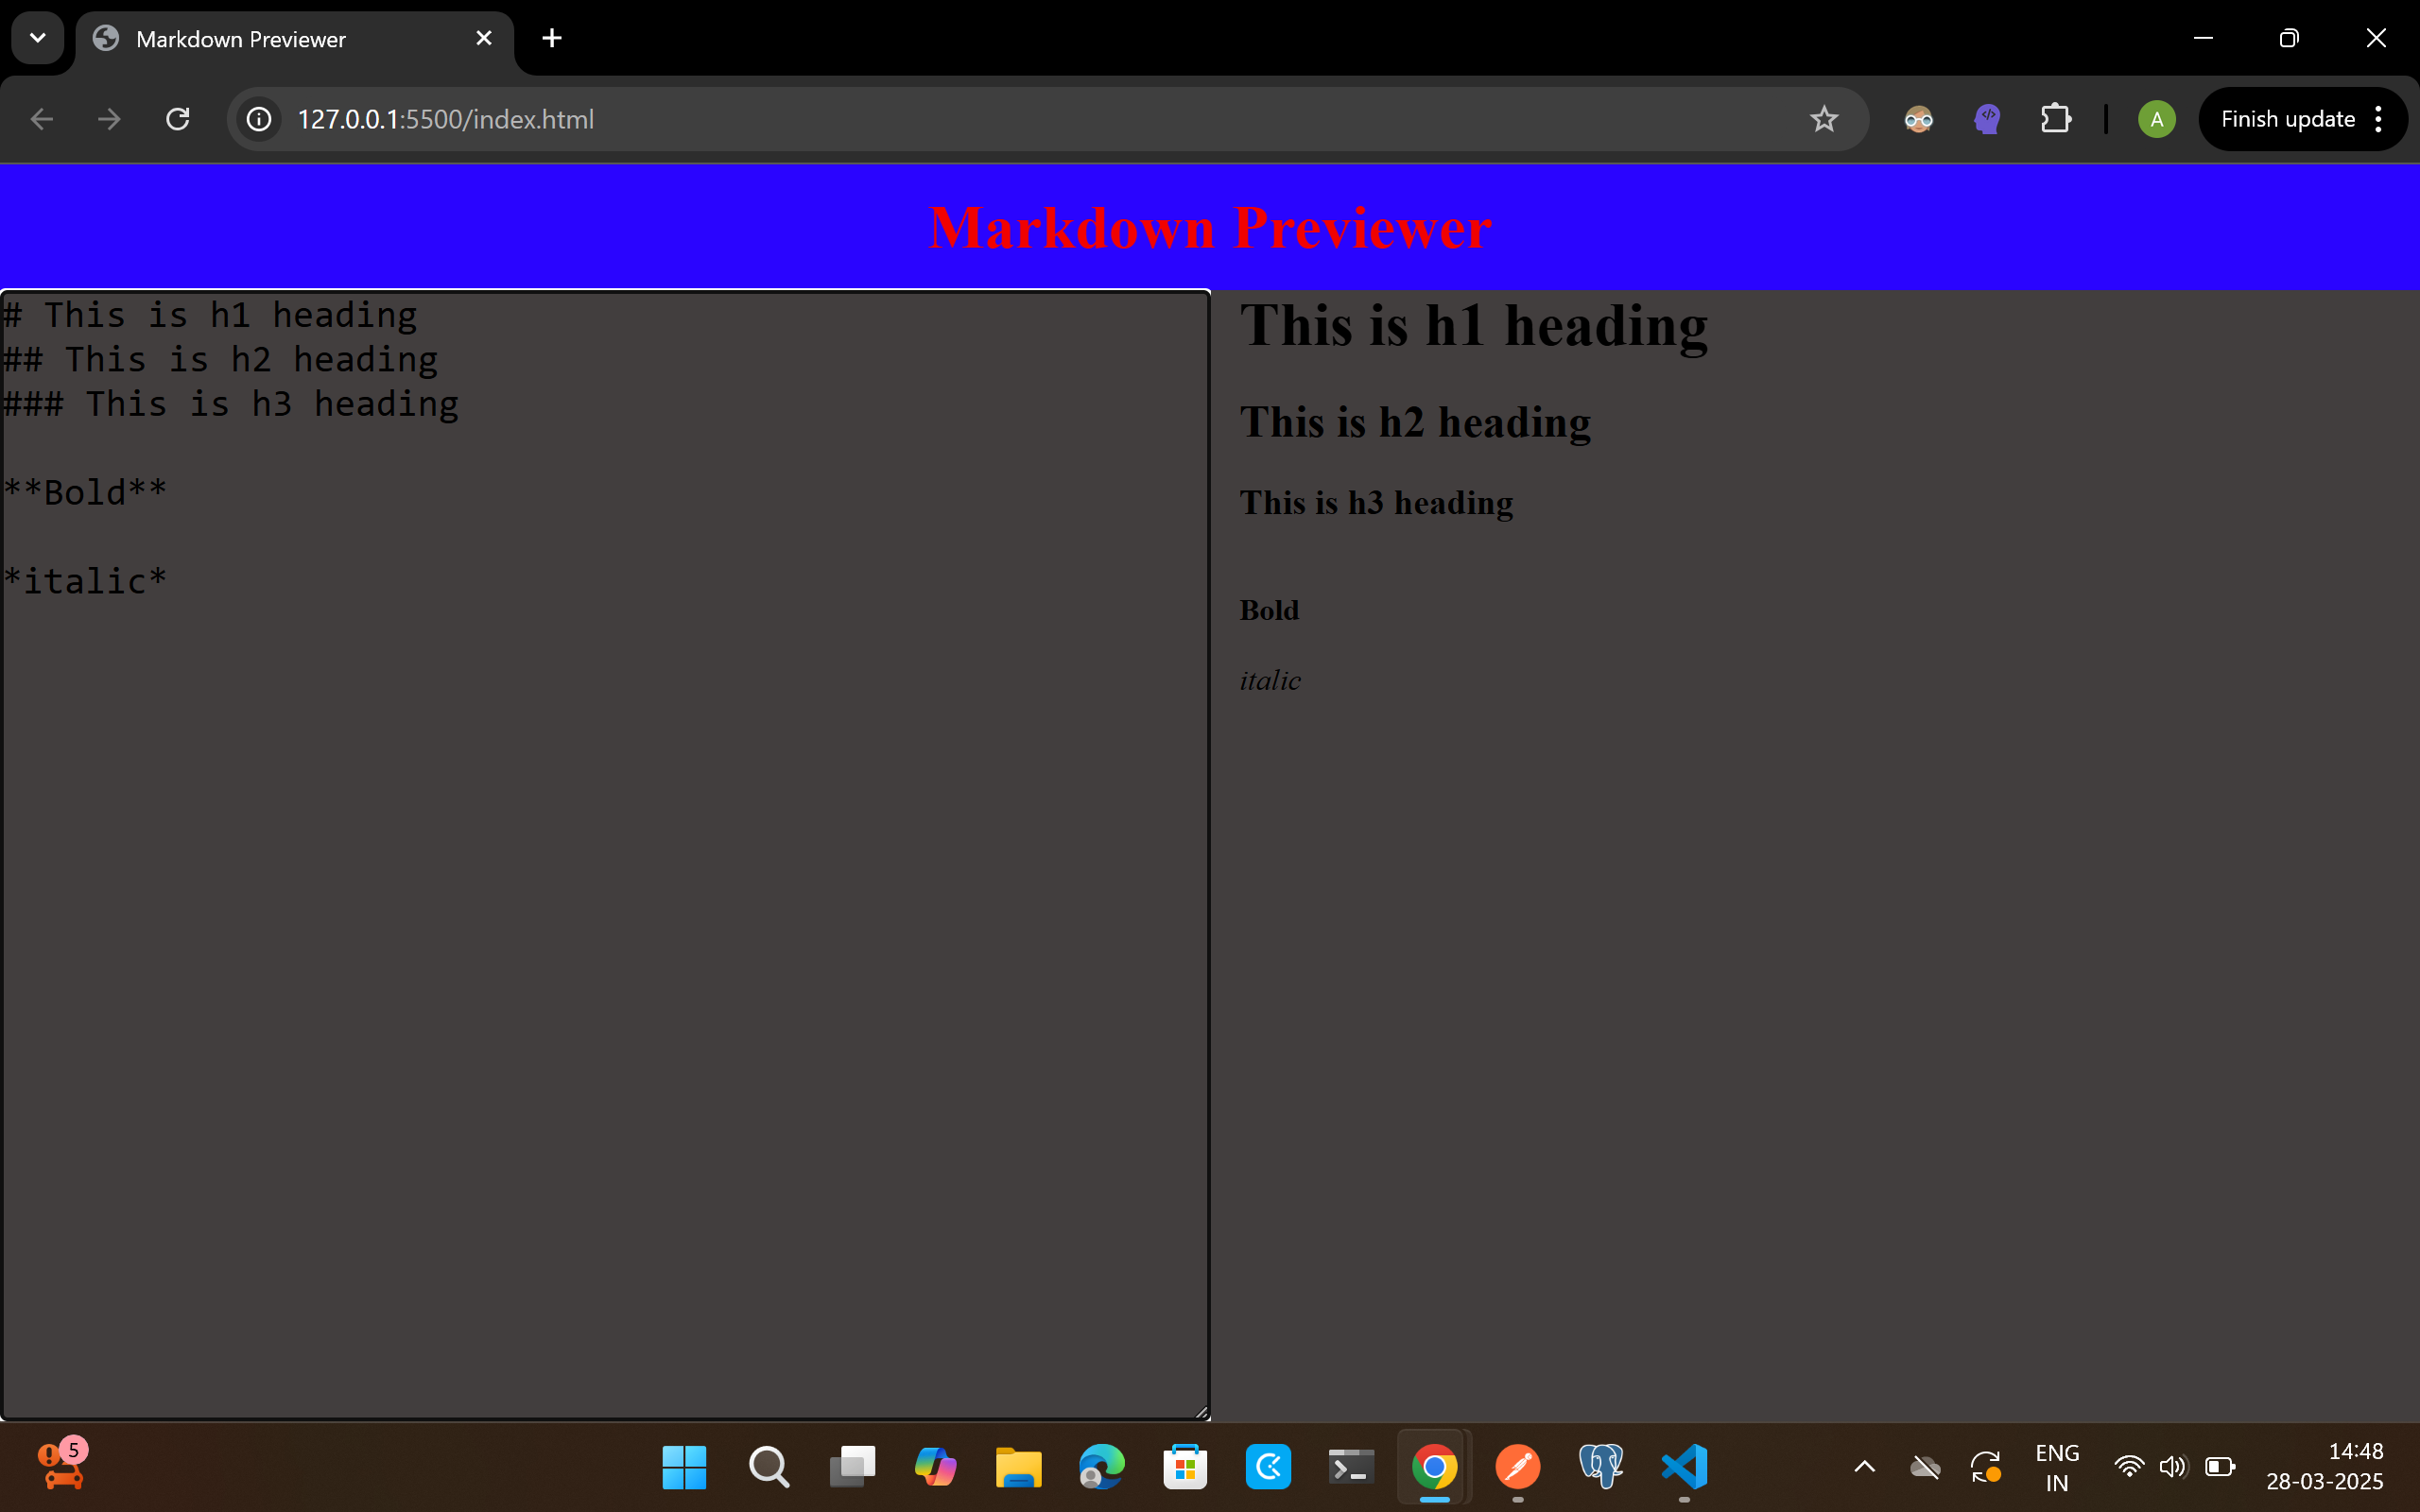 Markdown Previewer
127.0.0.1:5500/index.html
A
Finish update
Markdown Previewer
# This is h1 heading
## This is h2 heading
### This is h3 heading
**Bold**
*italic*
This is h1 heading
This is h2 heading
This is h3 heading
Bold
italic
5
ENG
IN
14:48
28-03-2025